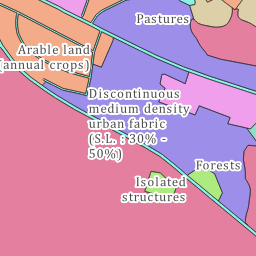 Pastures
Arable land
(annual crops)
Discontinuous
medium density
urban fabric
(S.L. : 30% -
50%)
Forests
Isolated
structures